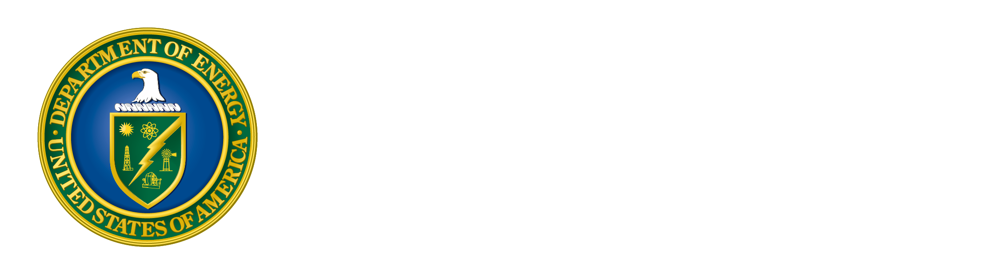 DEPARTMENT OF ENERGY
UNITED STATES OF AMERICA